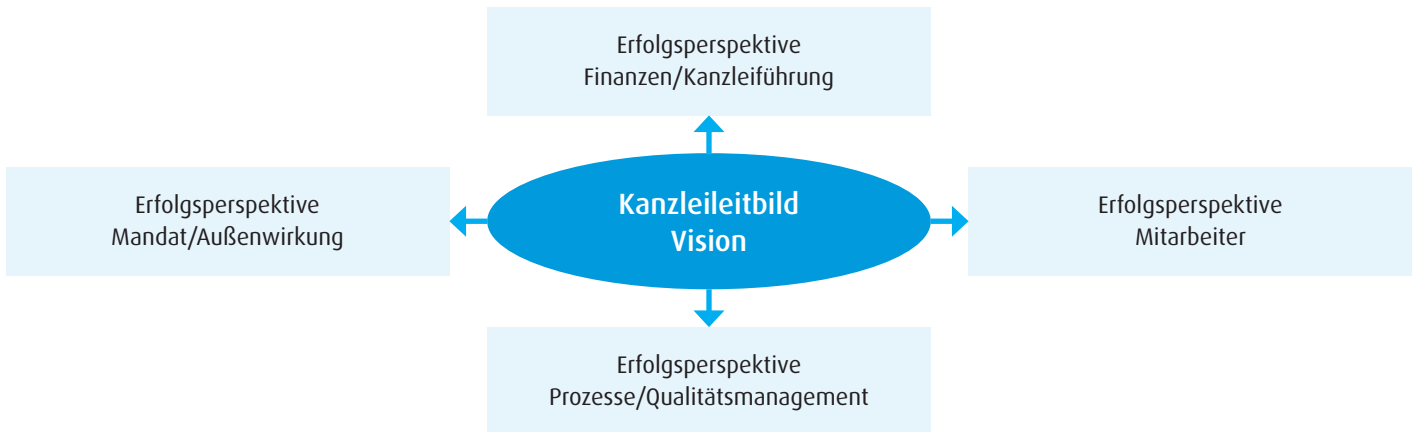 Erfolgsperspektive
Finanzen/Kanzleiführung
Erfolgsperspektive
Mandat/Außenwirkung
Kanzleileitbild
Vision
Erfolgsperspektive
Mitarbeiter
Erfolgsperspektive
Prozesse/Qualitätsmanagement